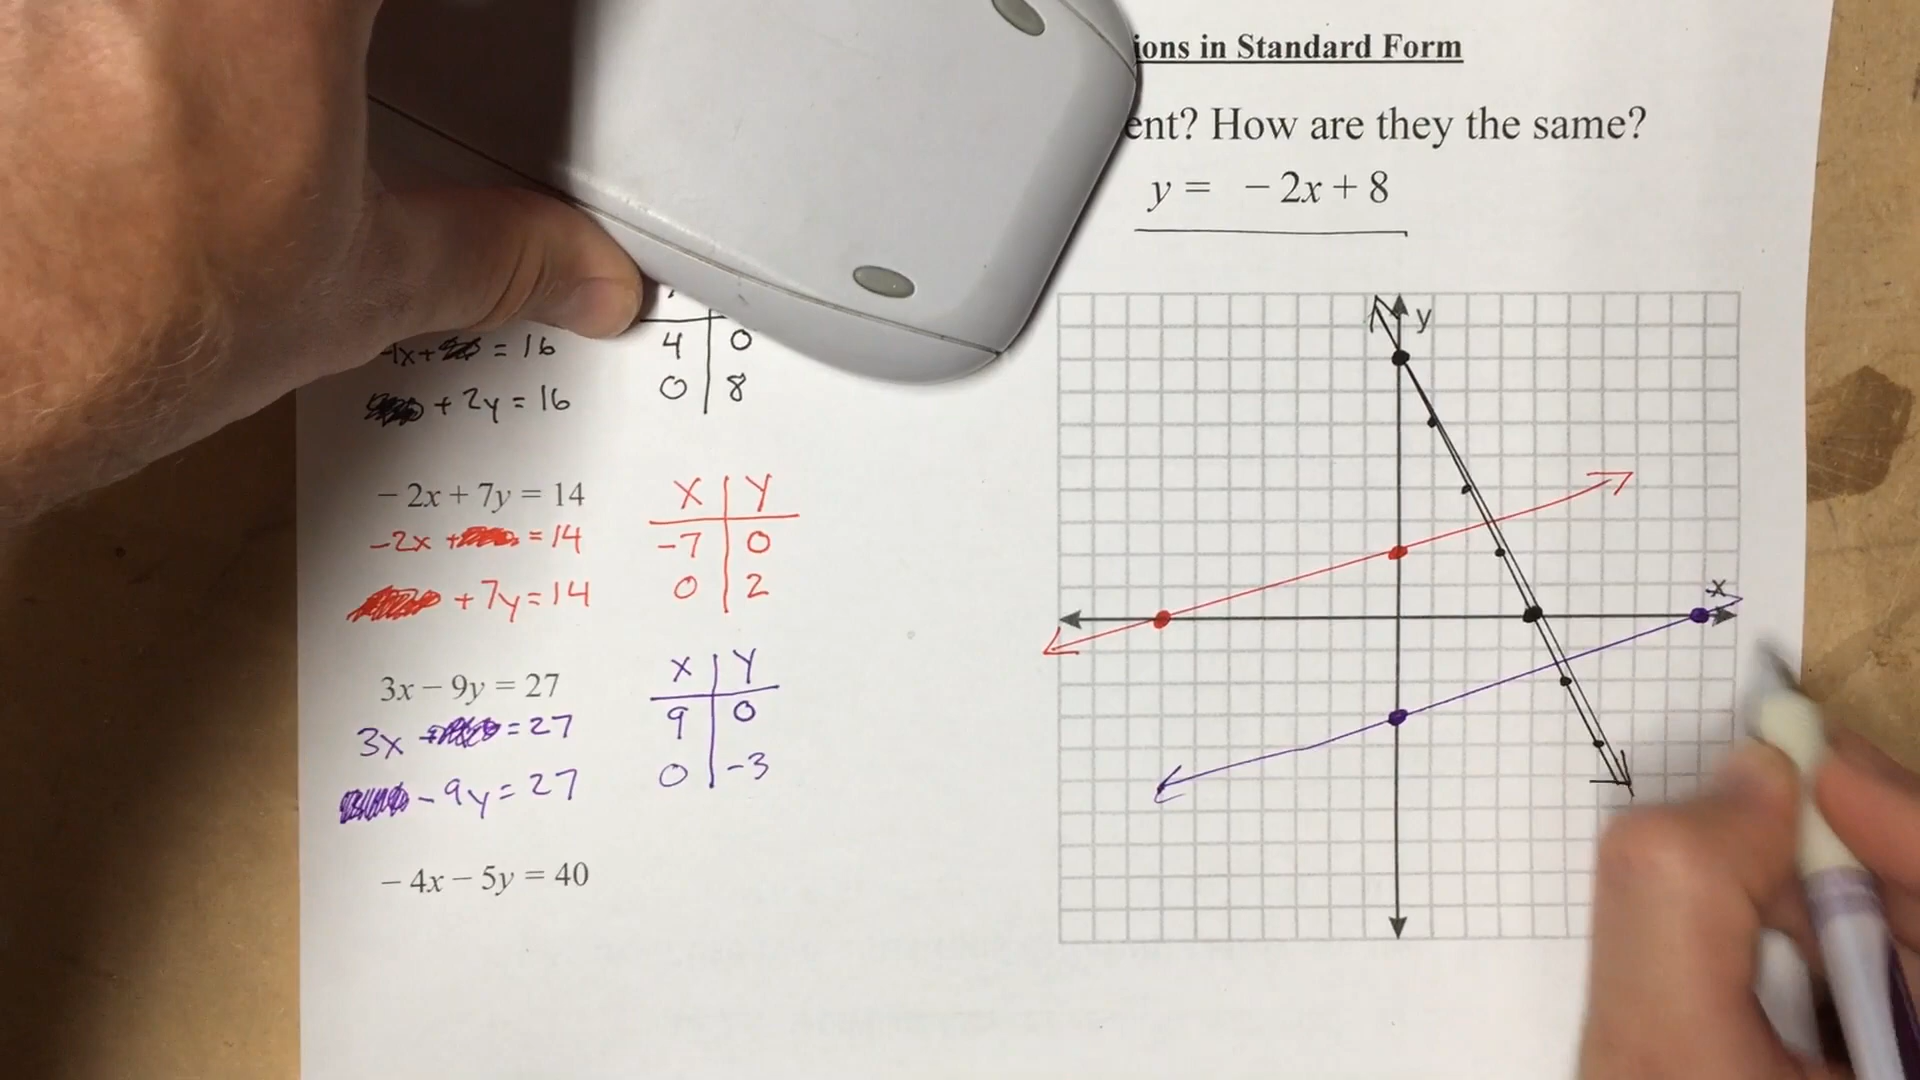 ions in Standard Form
ent? How are they the same?
y = − 2x + 8
4 | 0
= 16
0 | 8
+ 2y = 16
− 2x + 7y = 14
X | Y
-2x + = 14
-7 | 0
+ 7y = 14
0 | 2
3x − 9y = 27
X | Y
3x = 27
9 | 0
- 9y = 27
0 | -3
− 4x − 5y = 40
y
x